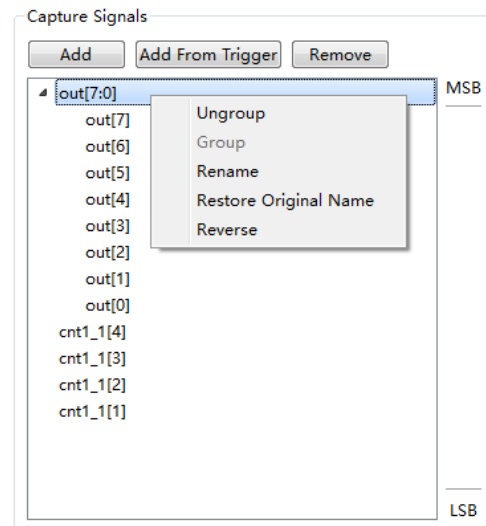 Capture Signals
Add Add From Trigger Remove
out[7:0] MSB
out[7] Ungroup
out[6] Group
out[5] Rename
out[4] Restore Original Name
out[3] Reverse
out[2]
out[1]
out[0]
cnt1_1[4]
cnt1_1[3]
cnt1_1[2]
cnt1_1[1]
LSB